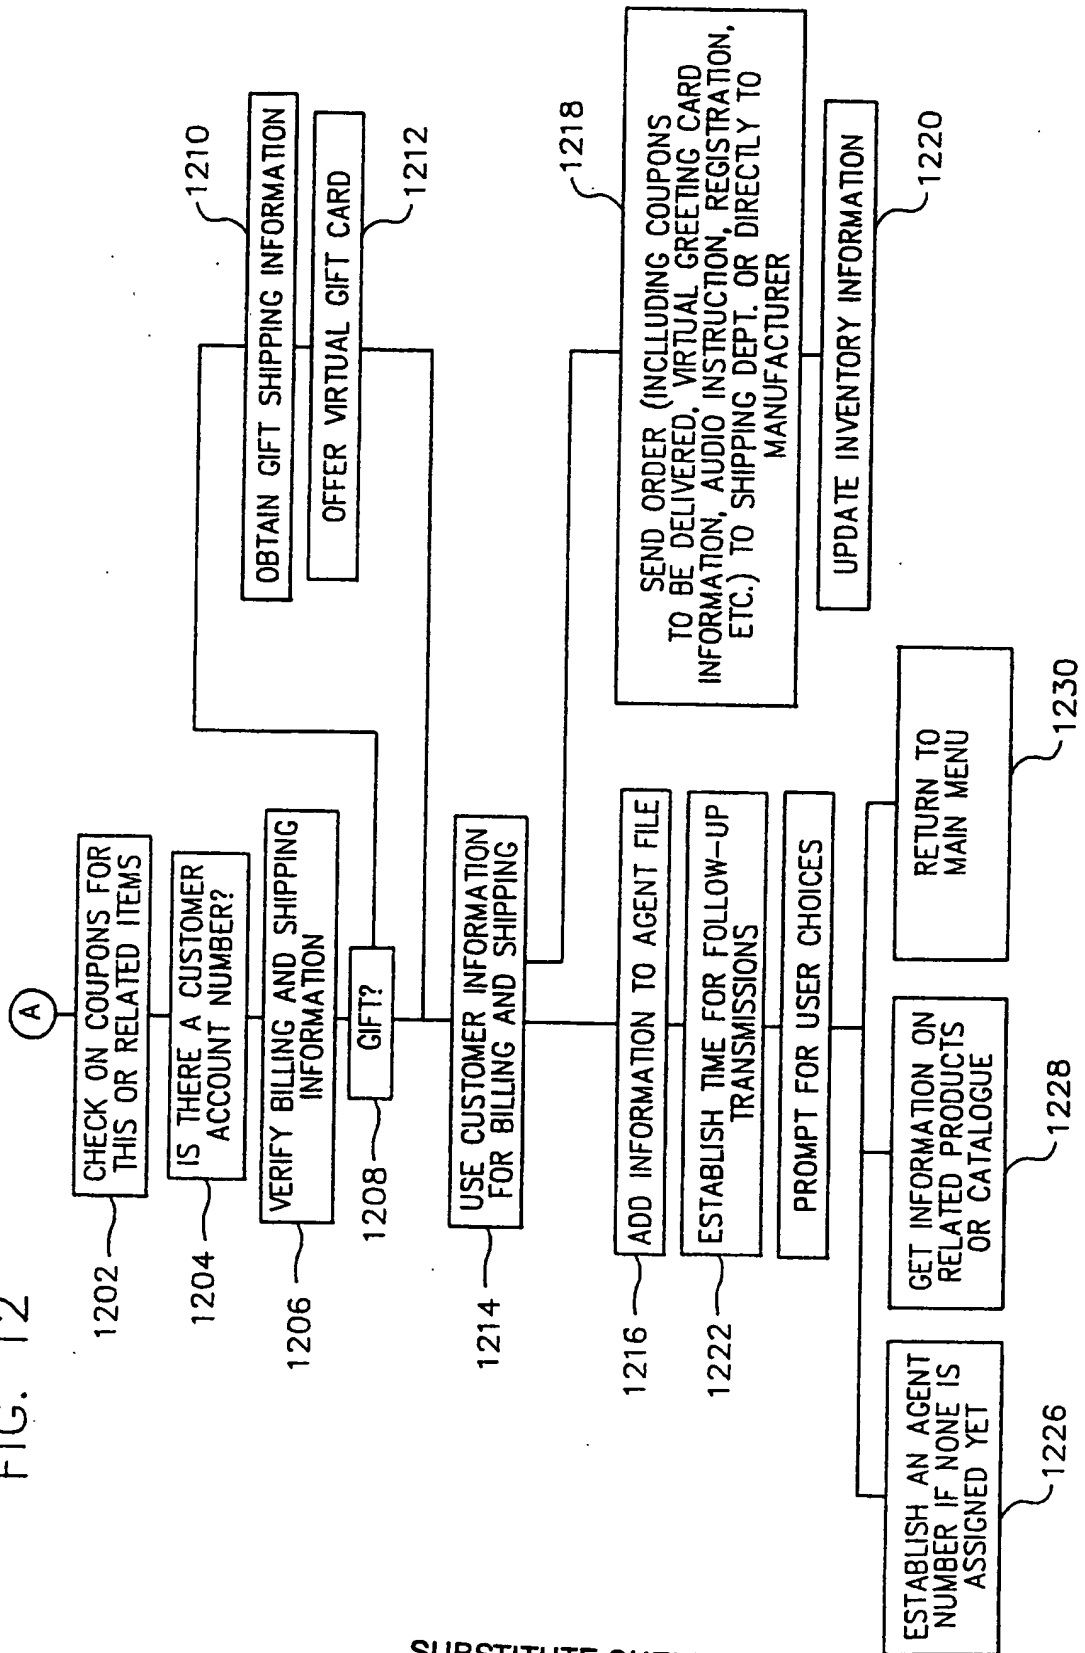 FIG. 12
A
CHECK ON COUPONS FOR
THIS OR RELATED ITEMS
1202
IS THERE A CUSTOMER
ACCOUNT NUMBER?
1204
VERIFY BILLING AND SHIPPING
INFORMATION
1206
GIFT?
1208
OBTAIN GIFT SHIPPING INFORMATION
1210
OFFER VIRTUAL GIFT CARD
1212
USE CUSTOMER INFORMATION
FOR BILLING AND SHIPPING
1214
SEND ORDER (INCLUDING COUPONS
TO BE DELIVERED, VIRTUAL GREETING CARD
INFORMATION, AUDIO INSTRUCTION, REGISTRATION,
ETC.) TO SHIPPING DEPT. OR DIRECTLY TO
MANUFACTURER
1218
UPDATE INVENTORY INFORMATION
1220
ADD INFORMATION TO AGENT FILE
1216
ESTABLISH TIME FOR FOLLOW-UP
TRANSMISSIONS
1222
PROMPT FOR USER CHOICES
ESTABLISH AN AGENT
NUMBER IF NONE IS
ASSIGNED YET
1226
GET INFORMATION ON
RELATED PRODUCTS
OR CATALOGUE
1228
RETURN TO
MAIN MENU
1230